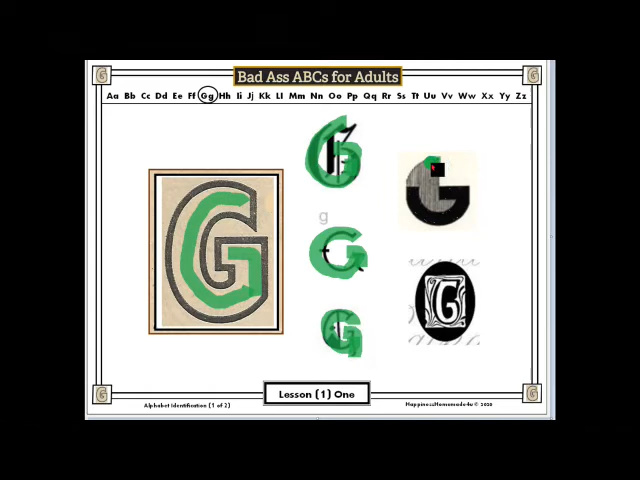 Bad Ass ABCs for Adults
Aa Bb Cc Dd Ee Ff Gg Hh Ii Jj Kk Ll Mm Nn Oo Pp Qq Rr Ss Tt Uu Vv Ww Xx Yy Zz
G
G
G
g
G
G
G
Lesson (1) One
Alphabet Identification (1 of 2)
HappinessHomemade4u © 2020